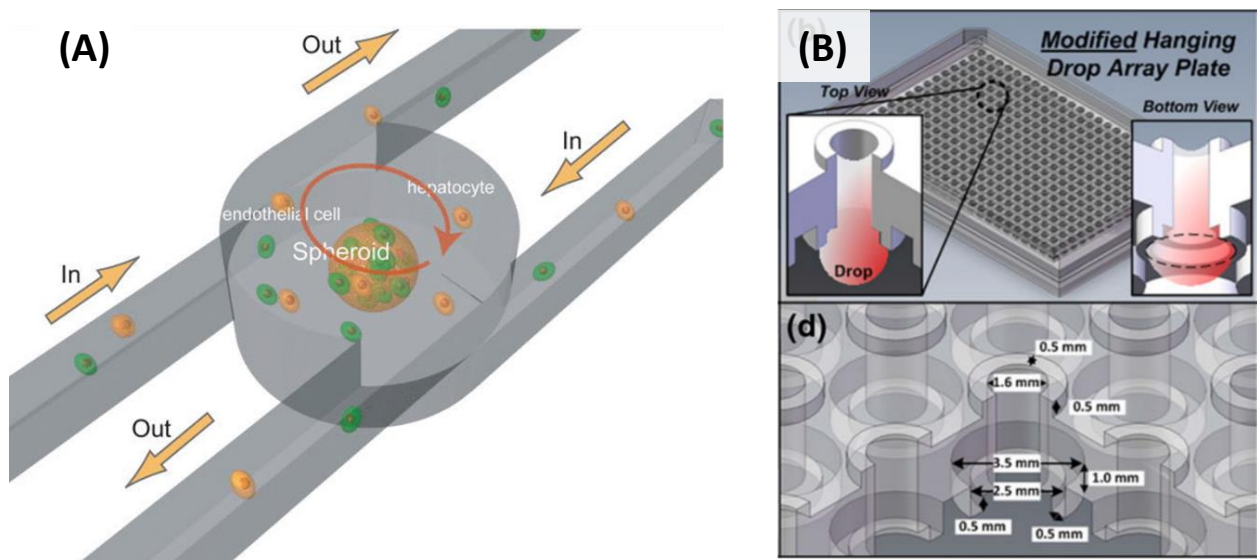 (A)
Out
In
hepatocyte
endothelial cell
Spheroid
In
Out
(B)
Modified Hanging
Drop Array Plate
Top View
Bottom View
Drop
(d)
0.5 mm
1.6 mm
0.5 mm
3.5 mm
1.0 mm
2.5 mm
0.5 mm
0.5 mm